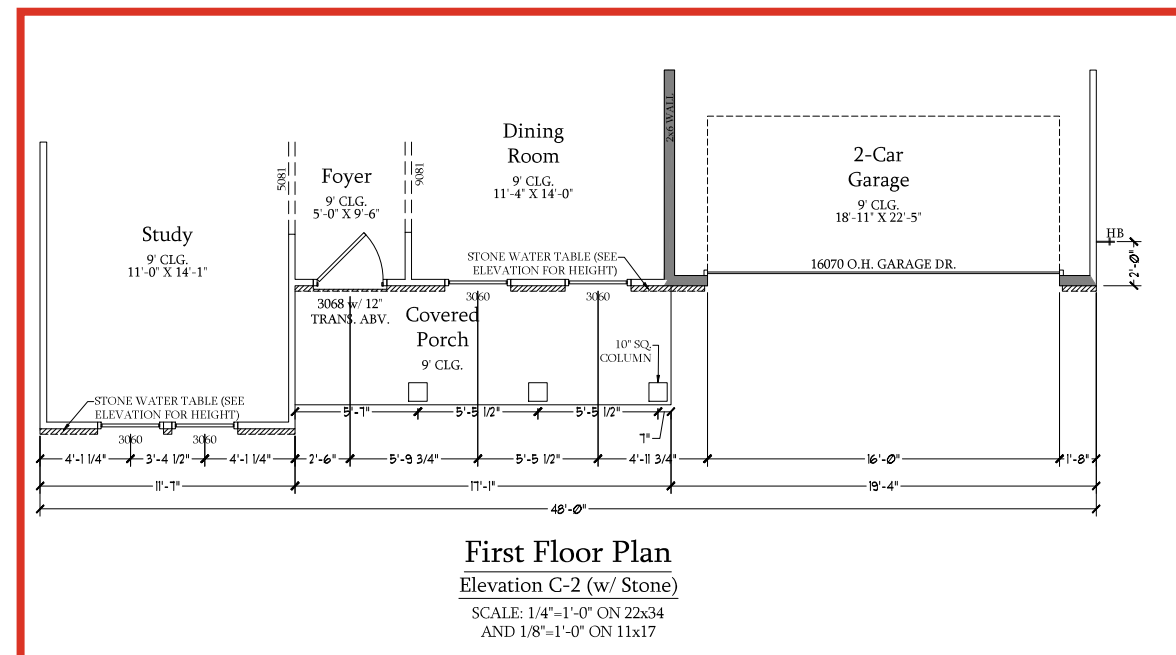 2x6 WALL
Dining
Room
9' CLG.
11'-4" X 14'-0"
2-Car
Garage
9' CLG.
18'-11" X 22'-5"
5081
Foyer
9' CLG.
5'-0" X 9'-6"
9081
Study
9' CLG.
11'-0" X 14'-1"
HB
2'-0"
STONE WATER TABLE (SEE
ELEVATION FOR HEIGHT)
16070 O.H. GARAGE DR.
3068 w/ 12"
TRANS. ABV.
3060
3060
Covered
Porch
9' CLG.
10" SQ.
COLUMN
STONE WATER TABLE (SEE
ELEVATION FOR HEIGHT)
5'-7"
5'-5 1/2"
5'-5 1/2"
7"
3060
3060
4'-1 1/4"
3'-4 1/2"
4'-1 1/4"
2'-6"
5'-9 3/4"
5'-5 1/2"
4'-11 3/4"
16'-0"
1'-8"
11'-7"
17'-1"
19'-4"
48'-0"
First Floor Plan
Elevation C-2 (w/ Stone)
SCALE: 1/4"=1'-0" ON 22x34
AND 1/8"=1'-0" ON 11x17